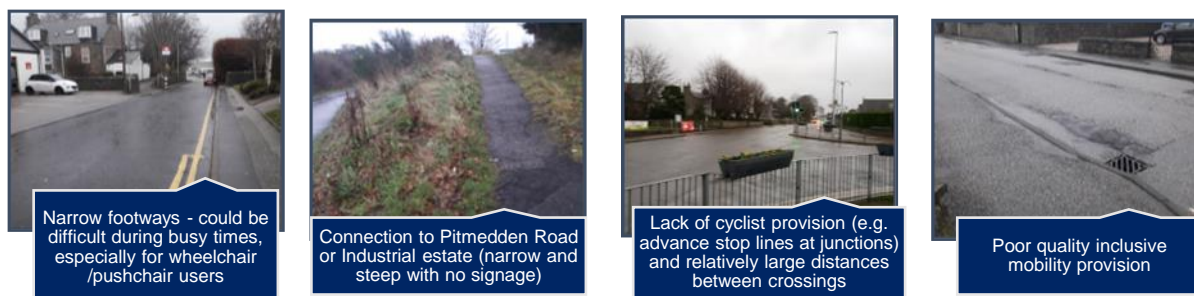 Narrow footways - could be
difficult during busy times,
especially for wheelchair
/pushchair users
Connection to Pitmedden Road
or Industrial estate (narrow and
steep with no signage)
Lack of cyclist provision (e.g.
advance stop lines at junctions)
and relatively large distances
between crossings
Poor quality inclusive
mobility provision